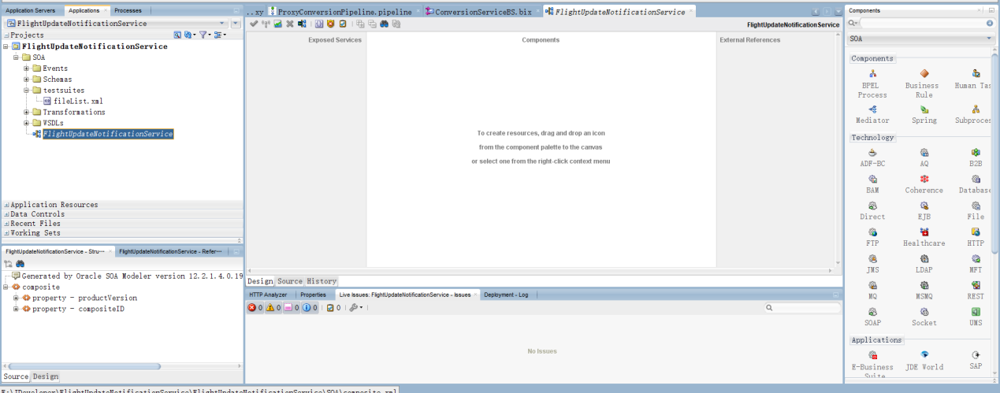 Application Servers Applications Processes
FlightUpdateNotificationService
Projects
FlightUpdateNotificationService
SOA
Events
Schemas
testsuites
fileList.xml
Transformations
WSDLs
FlightUpdateNotificationService
Application Resources
Data Controls
Recent Files
Working Sets
FlightUpdateNotificationService - Stru··· FlightUpdateNotificationService - Refer···
Generated by Oracle SOA Modeler version 12.2.1.4.0.19
composite
property - productVersion
property - compositeID
Source Design
..xy ProxyConversionPipeline.pipeline ConversionServiceBS.bix FlightUpdateNotificationService
FlightUpdateNotificationService
Exposed Services Components External References
To create resources, drag and drop an icon
from the component palette to the canvas
or select one from the right-click context menu
Design Source History
HTTP Analyzer Properties Live Issues: FlightUpdateNotificationService - Issues Deployment - Log
0 0 0 0 0
No Issues
Components
SOA
Components
BPEL Process Business Rule Human Tas
Mediator Spring Subproces
Technology
ADF-BC AQ B2B
BAM Coherence Database
Direct EJB File
FTP Healthcare HTTP
JMS LDAP MFT
MQ MSMQ REST
SOAP Socket UMS
Applications
E-Business Suite JDE World SAP
E:\JDeveloper\FlightUpdateNotificationService\FlightUpdateNotificationService\SOA\composite.xml